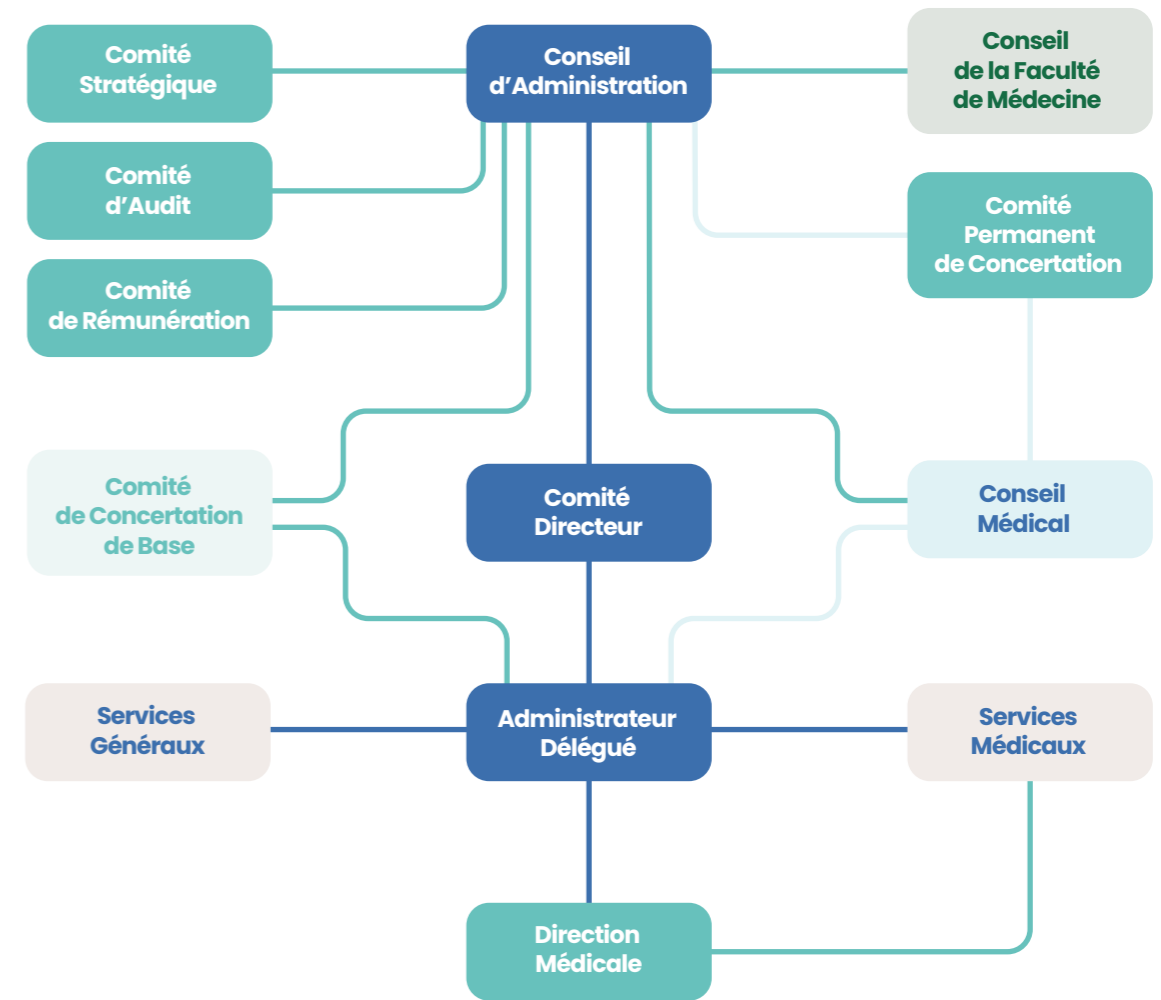 Comité
Stratégique
Conseil
d’Administration
Conseil
de la Faculté
de Médecine
Comité
d’Audit
Comité
Permanent
de Concertation
Comité
de Rémunération
Comité
de Concertation
de Base
Comité
Directeur
Conseil
Médical
Services
Généraux
Administrateur
Délégué
Services
Médicaux
Direction
Médicale